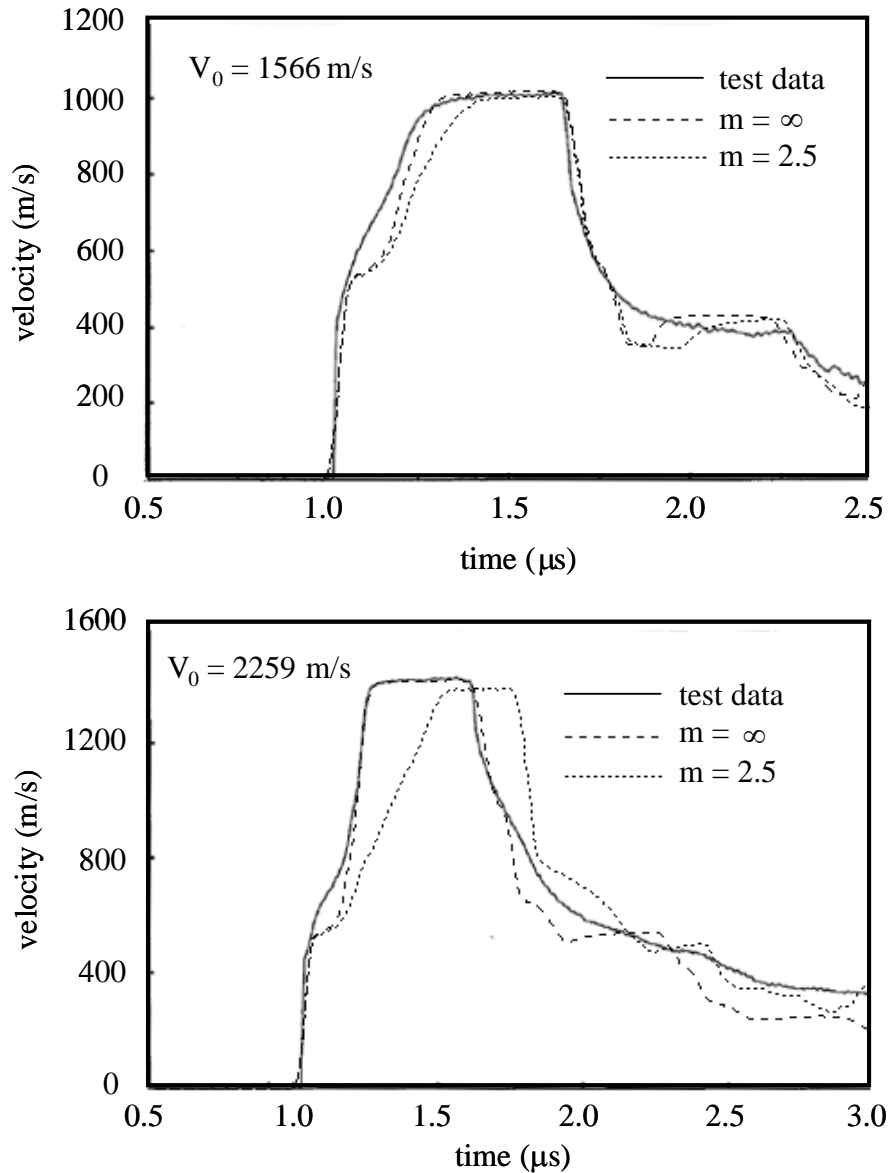 1200
1000
800
600
400
200
0
velocity (m/s)
V₀ = 1566 m/s
test data
m = ∞
m = 2.5
0.5 1.0 1.5 2.0 2.5
time (μs)
1600
1200
800
400
0
velocity (m/s)
V₀ = 2259 m/s
test data
m = ∞
m = 2.5
0.5 1.0 1.5 2.0 2.5 3.0
time (μs)